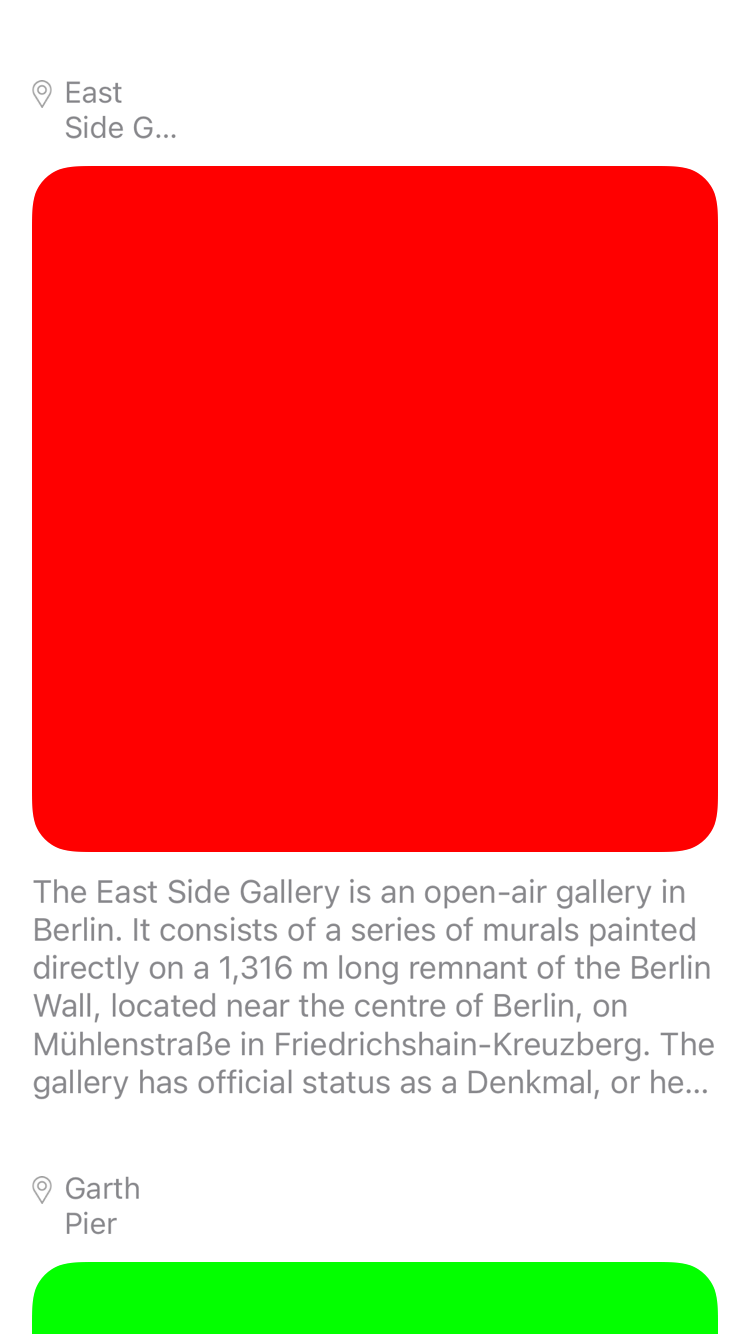 East
Side G...
The East Side Gallery is an open-air gallery in
Berlin. It consists of a series of murals painted
directly on a 1,316 m long remnant of the Berlin
Wall, located near the centre of Berlin, on
Mühlenstraße in Friedrichshain-Kreuzberg. The
gallery has official status as a Denkmal, or he...
Garth
Pier